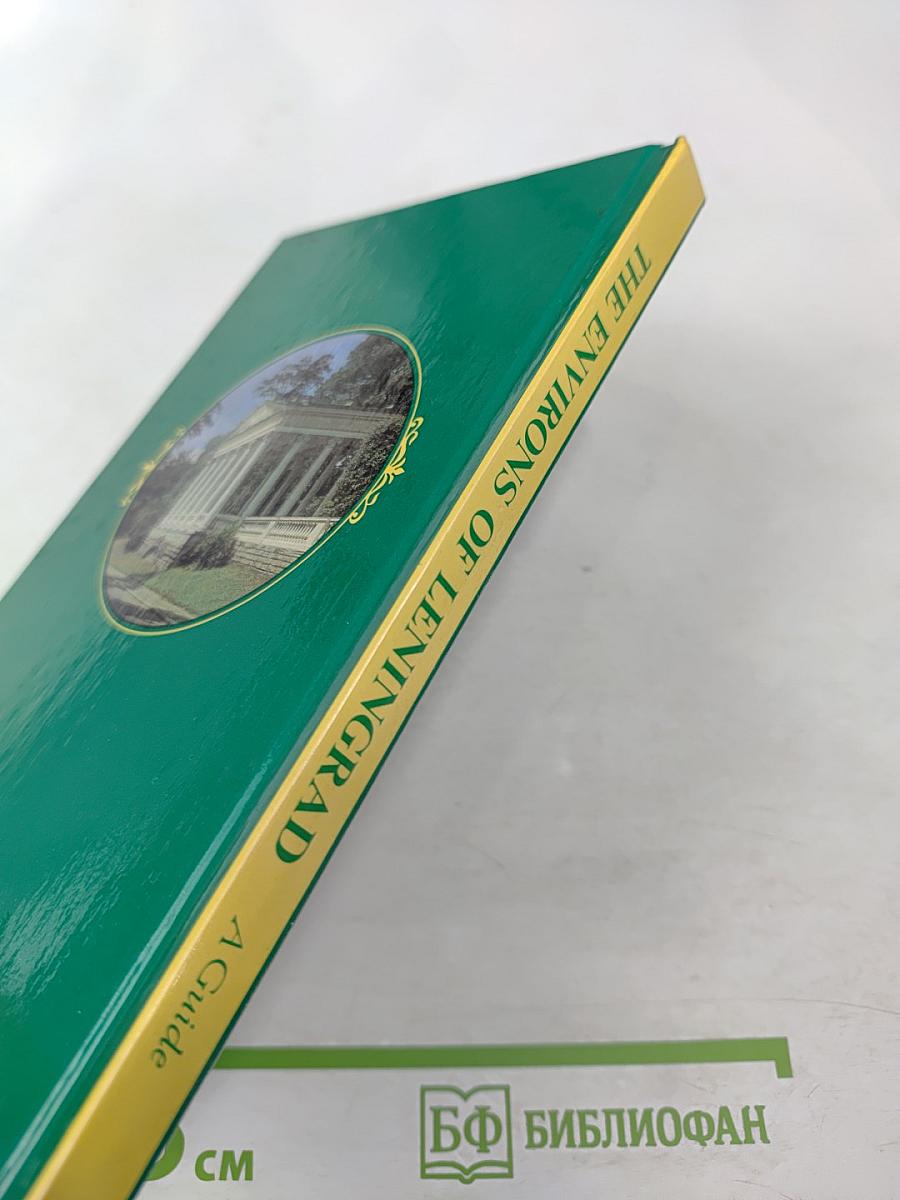 THE ENVIRONS OF LENINGRAD A Guide
БФ БИБЛИОФАН
см